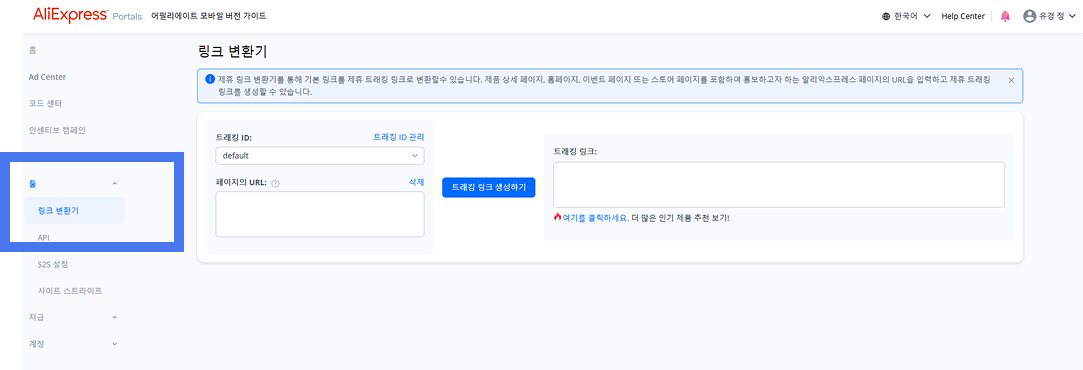 AliExpress Portals 어필리에이트 모바일 버전 가이드
한국어 Help Center 유경 정
홈
Ad Center
코드 센터
인센티브 캠페인
툴
링크 변환기
API
S2S 설정
사이트 스트라이프
지급
계정
링크 변환기
제휴 링크 변환기를 통해 기본 링크를 제휴 트래킹 링크로 변환할수 있습니다. 제품 상세 페이지, 홈페이지, 이벤트 페이지 또는 스토어 페이지를 포함하여 홍보하고자 하는 알리익스프레스 페이지의 URL을 입력하고 제휴 트래킹
링크를 생성할 수 있습니다.
트래킹 ID: 트래킹 ID 관리
default
페이지의 URL: 삭제
트래킹 링크 생성하기
트래킹 링크:
여기를 클릭하세요. 더 많은 인기 제품 추천 보기!